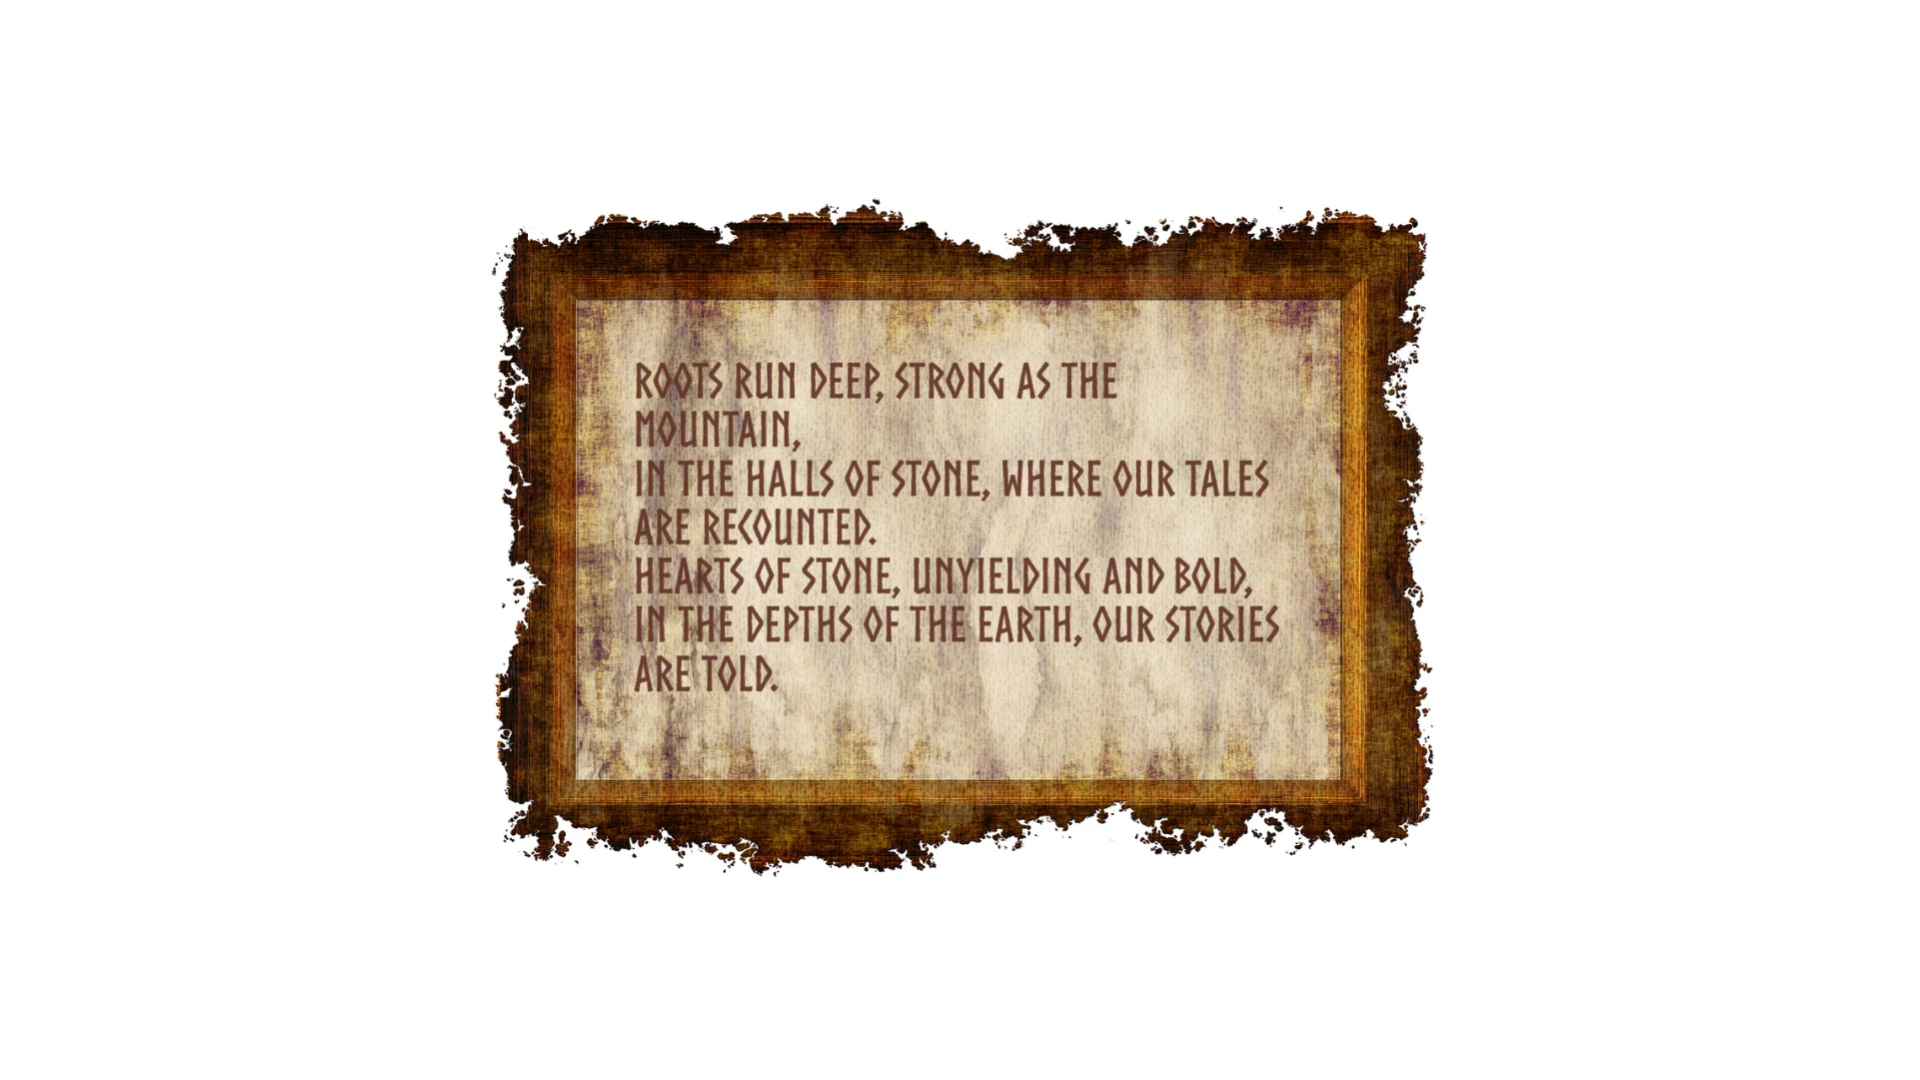 ROOTS RUN DEEP, STRONG AS THE
MOUNTAIN,
IN THE HALLS OF STONE, WHERE OUR TALES
ARE RECOUNTED.
HEARTS OF STONE, UNYIELDING AND BOLD,
IN THE DEPTHS OF THE EARTH, OUR STORIES
ARE TOLD.